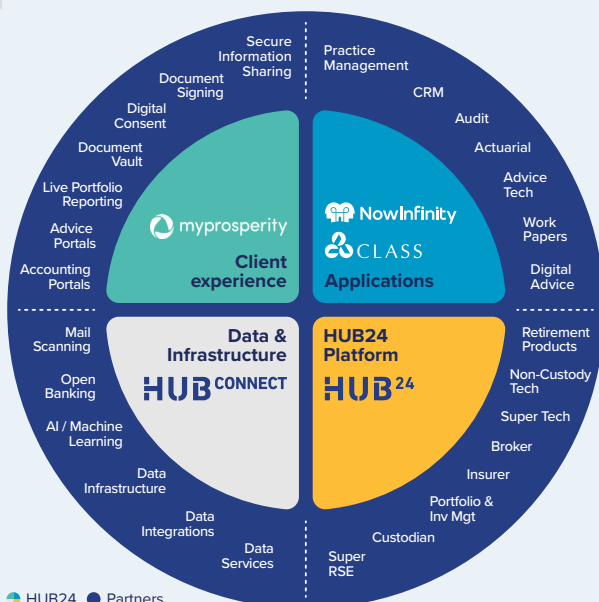 Secure
Information
Sharing
Document
Signing
Digital
Consent
Document
Vault
Live Portfolio
Reporting
Advice
Portals
Accounting
Portals
Practice
Management
CRM
Audit
Actuarial
Advice
Tech
Work
Papers
Digital
Advice
myprosperity
Client
experience
NowInfinity
CLASS
Applications
Data &
Infrastructure
HUB CONNECT
HUB24
Platform
HUB 24
Mail
Scanning
Open
Banking
AI / Machine
Learning
Data
Infrastructure
Data
Integrations
Data
Services
Retirement
Products
Non-Custody
Tech
Super Tech
Broker
Insurer
Portfolio &
Inv Mgt
Custodian
Super
RSE
HUB24 Partners